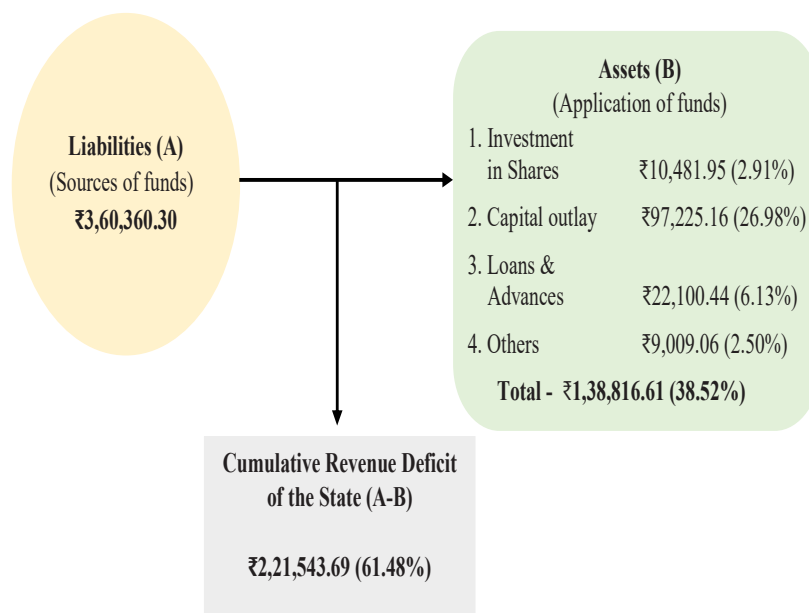 Liabilities (A)
(Sources of funds)
₹3,60,360.30
Assets (B)
(Application of funds)
1. Investment
in Shares ₹10,481.95 (2.91%)
2. Capital outlay ₹97,225.16 (26.98%)
3. Loans &
Advances ₹22,100.44 (6.13%)
4. Others ₹9,009.06 (2.50%)
Total - ₹1,38,816.61 (38.52%)
Cumulative Revenue Deficit
of the State (A-B)
₹2,21,543.69 (61.48%)